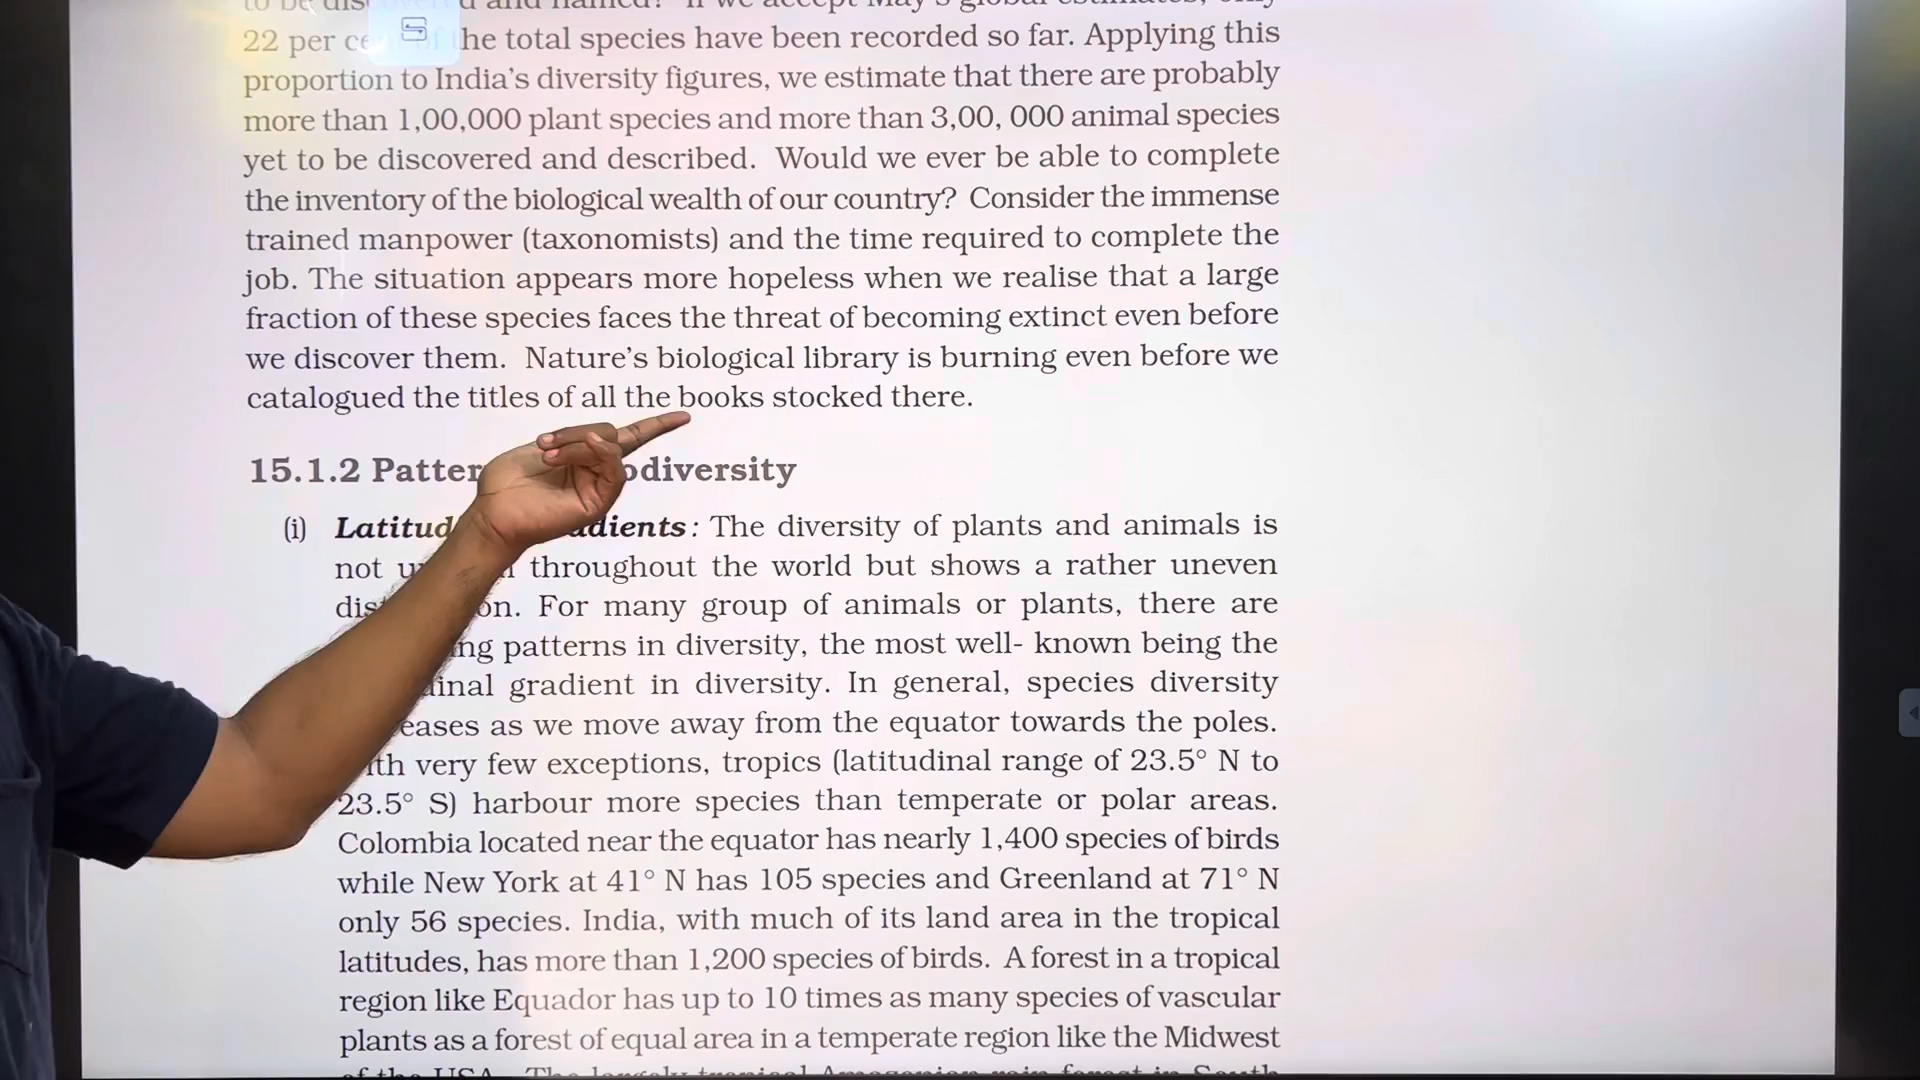 22 per the total species have been recorded so far. Applying this
proportion to India's diversity figures, we estimate that there are probably
more than 1,00,000 plant species and more than 3,00, 000 animal species
yet to be discovered and described. Would we ever be able to complete
the inventory of the biological wealth of our country? Consider the immense
trained manpower (taxonomists) and the time required to complete the
job. The situation appears more hopeless when we realise that a large
fraction of these species faces the threat of becoming extinct even before
we discover them. Nature's biological library is burning even before we
catalogued the titles of all the books stocked there.
15.1.2 Patter odiversity
(i) Latitud dients: The diversity of plants and animals is
not throughout the world but shows a rather uneven
dis on. For many group of animals or plants, there are
ng patterns in diversity, the most well- known being the
inal gradient in diversity. In general, species diversity
eases as we move away from the equator towards the poles.
th very few exceptions, tropics (latitudinal range of 23.5° N to
23.5° S) harbour more species than temperate or polar areas.
Colombia located near the equator has nearly 1,400 species of birds
while New York at 41° N has 105 species and Greenland at 71° N
only 56 species. India, with much of its land area in the tropical
latitudes, has more than 1,200 species of birds. A forest in a tropical
region like Equador has up to 10 times as many species of vascular
plants as a forest of equal area in a temperate region like the Midwest